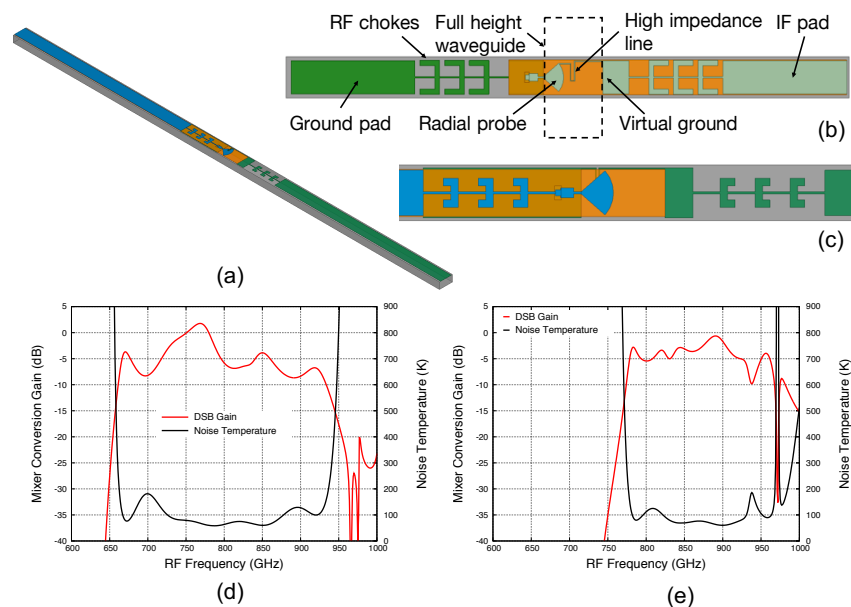 RF chokes
Full height
waveguide
High impedance
line
IF pad
Ground pad
Radial probe
Virtual ground
(b)
(a)
(c)
5
0
-5
-10
-15
-20
-25
-30
-35
-40
Mixer Conversion Gain (dB)
DSB Gain
Noise Temperature
900
800
700
600
500
400
300
200
100
0
Noise Temperature (K)
600 650 700 750 800 850 900 950 1000
RF Frequency (GHz)
(d)
5
0
-5
-10
-15
-20
-25
-30
-35
-40
Mixer Conversion Gain (dB)
DSB Gain
Noise Temperature
900
800
700
600
500
400
300
200
100
0
Noise Temperature (K)
600 650 700 750 800 850 900 950 1000
RF Frequency (GHz)
(e)